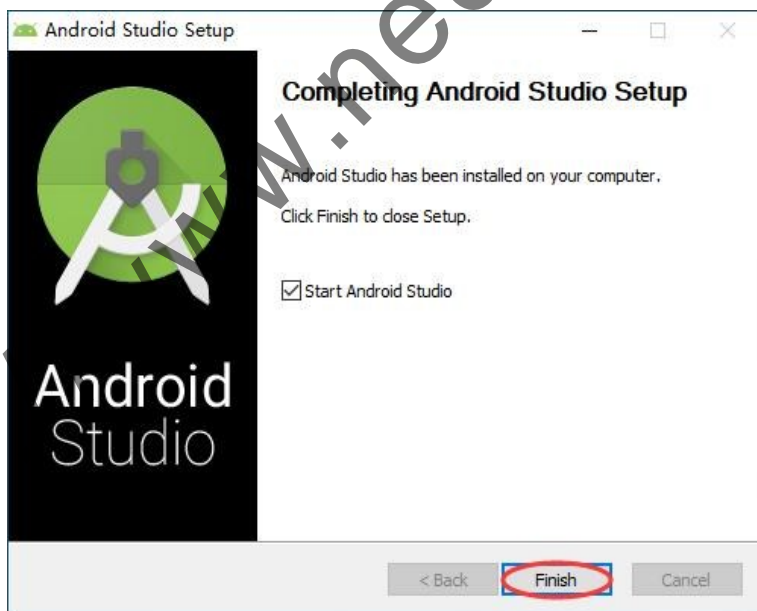 Android Studio Setup
Completing Android Studio Setup
Android Studio has been installed on your computer.
Click Finish to close Setup.
Start Android Studio
Android
Studio
< Back
Finish
Cancel